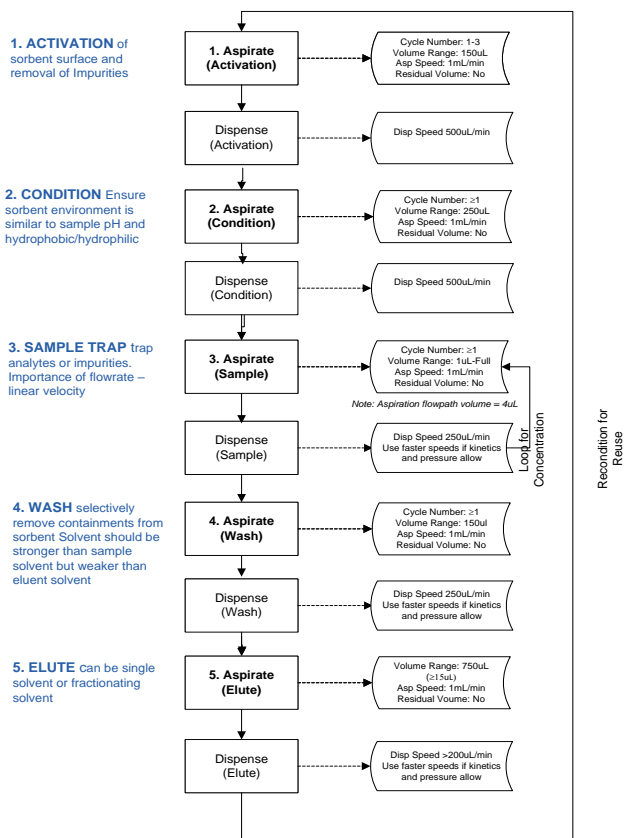 1. ACTIVATION of
sorbent surface and
removal of Impurities
1. Aspirate
(Activation)
Cycle Number: 1-3
Volume Range: 150uL
Asp Speed: 1mL/min
Residual Volume: No
Dispense
(Activation)
Disp Speed 500uL/min
2. CONDITION Ensure
sorbent environment is
similar to sample pH and
hydrophobic/hydrophilic
2. Aspirate
(Condition)
Cycle Number: ≥1
Volume Range: 250uL
Asp Speed: 1mL/min
Residual Volume: No
Dispense
(Condition)
Disp Speed 500uL/min
3. SAMPLE TRAP trap
analytes or impurities.
Importance of flowrate –
linear velocity
3. Aspirate
(Sample)
Cycle Number: ≥1
Volume Range: 1uL-Full
Asp Speed: 1mL/min
Residual Volume: No
Note: Aspiration flowpath volume = 4uL
Dispense
(Sample)
Disp Speed 250uL/min
Use faster speeds if kinetics
and pressure allow
Loop for
Concentration
Recondition for
Reuse
4. WASH selectively
remove containments from
sorbent Solvent should be
stronger than sample
solvent but weaker than
eluent solvent
4. Aspirate
(Wash)
Cycle Number: ≥1
Volume Range: 150ul
Asp Speed: 1mL/min
Residual Volume: No
Dispense
(Wash)
Disp Speed 250uL/min
Use faster speeds if kinetics
and pressure allow
5. ELUTE can be single
solvent or fractionating
solvent
5. Aspirate
(Elute)
Volume Range: 750uL
(≥15uL)
Asp Speed: 1mL/min
Residual Voume: No
Dispense
(Elute)
Disp Speed >200uL/min
Use faster speeds if kinetics
and pressure allow